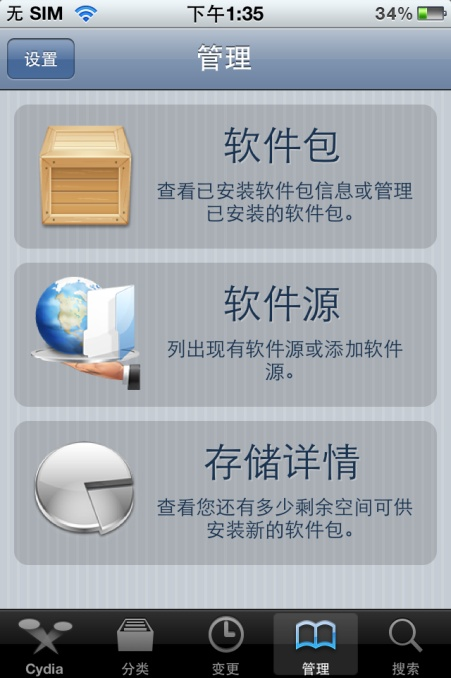 无 SIM 下午1:35 34%
设置 管理
软件包
查看已安装软件包信息或管理
已安装的软件包。
软件源
列出现有软件源或添加软件
源。
存储详情
查看您还有多少剩余空间可供
安装新的软件包。
Cydia 分类 变更 管理 搜索